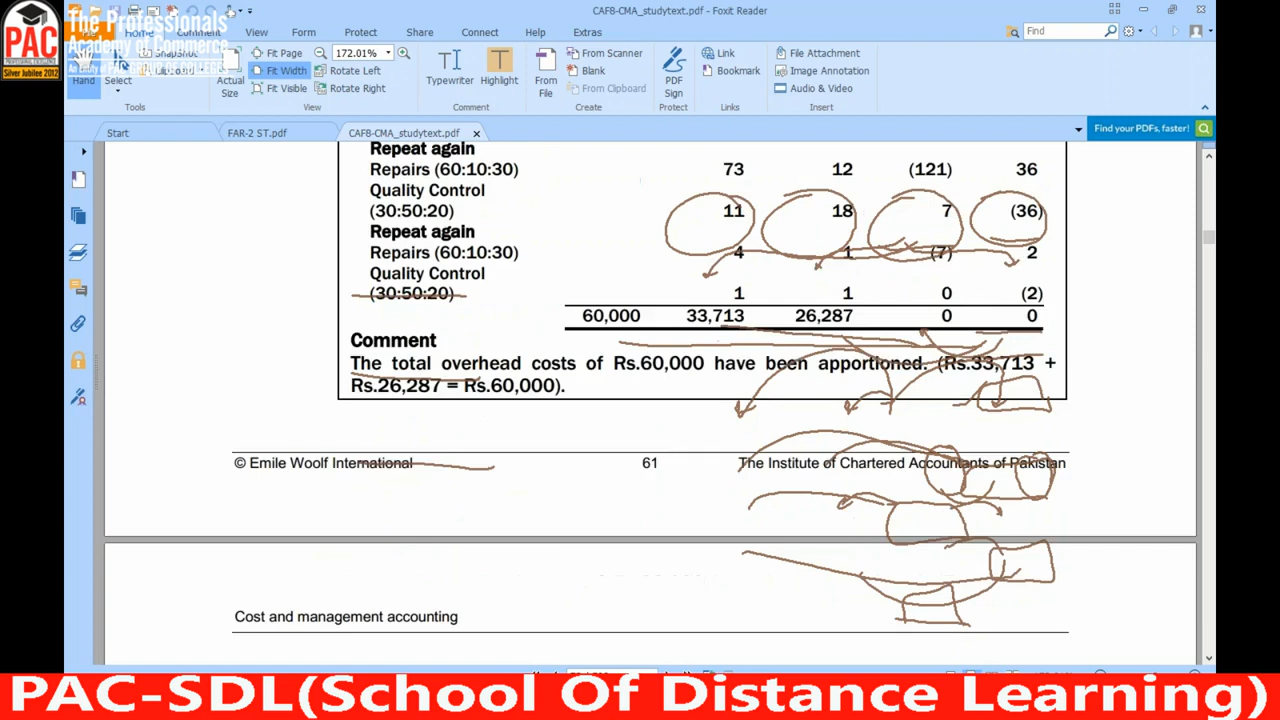 The Professionals
Academy of Commerce
PAC
Silver Jubilee 2012
CAF8-CMA_studytext.pdf - Foxit Reader
Home
Comment
View
Form
Protect
Share
Connect
Help
Extras
Find
Hand
Snapshot
Select
Clipboard
Actual Size
Fit Page
Fit Width
Fit Visible
172.01%
Rotate Left
Rotate Right
Typewriter
Highlight
From File
From Scanner
Blank
From Clipboard
PDF Sign
Link
Bookmark
File Attachment
Image Annotation
Audio & Video
Tools
View
Comment
Create
Protect
Links
Insert
Start
FAR-2 ST.pdf
CAF8-CMA_studytext.pdf
Find your PDFs, faster!
Repeat again
Repairs (60:10:30) 73 12 (121) 36
Quality Control
(30:50:20) 11 18 7 (36)
Repeat again
Repairs (60:10:30) 4 1 (7) 2
Quality Control
(30:50:20) 1 1 0 (2)
60,000 33,713 26,287 0 0
Comment
The total overhead costs of Rs.60,000 have been apportioned. (Rs.33,713 +
Rs.26,287 = Rs.60,000).
© Emile Woolf International 61 The Institute of Chartered Accountants of Pakistan
Cost and management accounting
PAC-SDL(School Of Distance Learning)